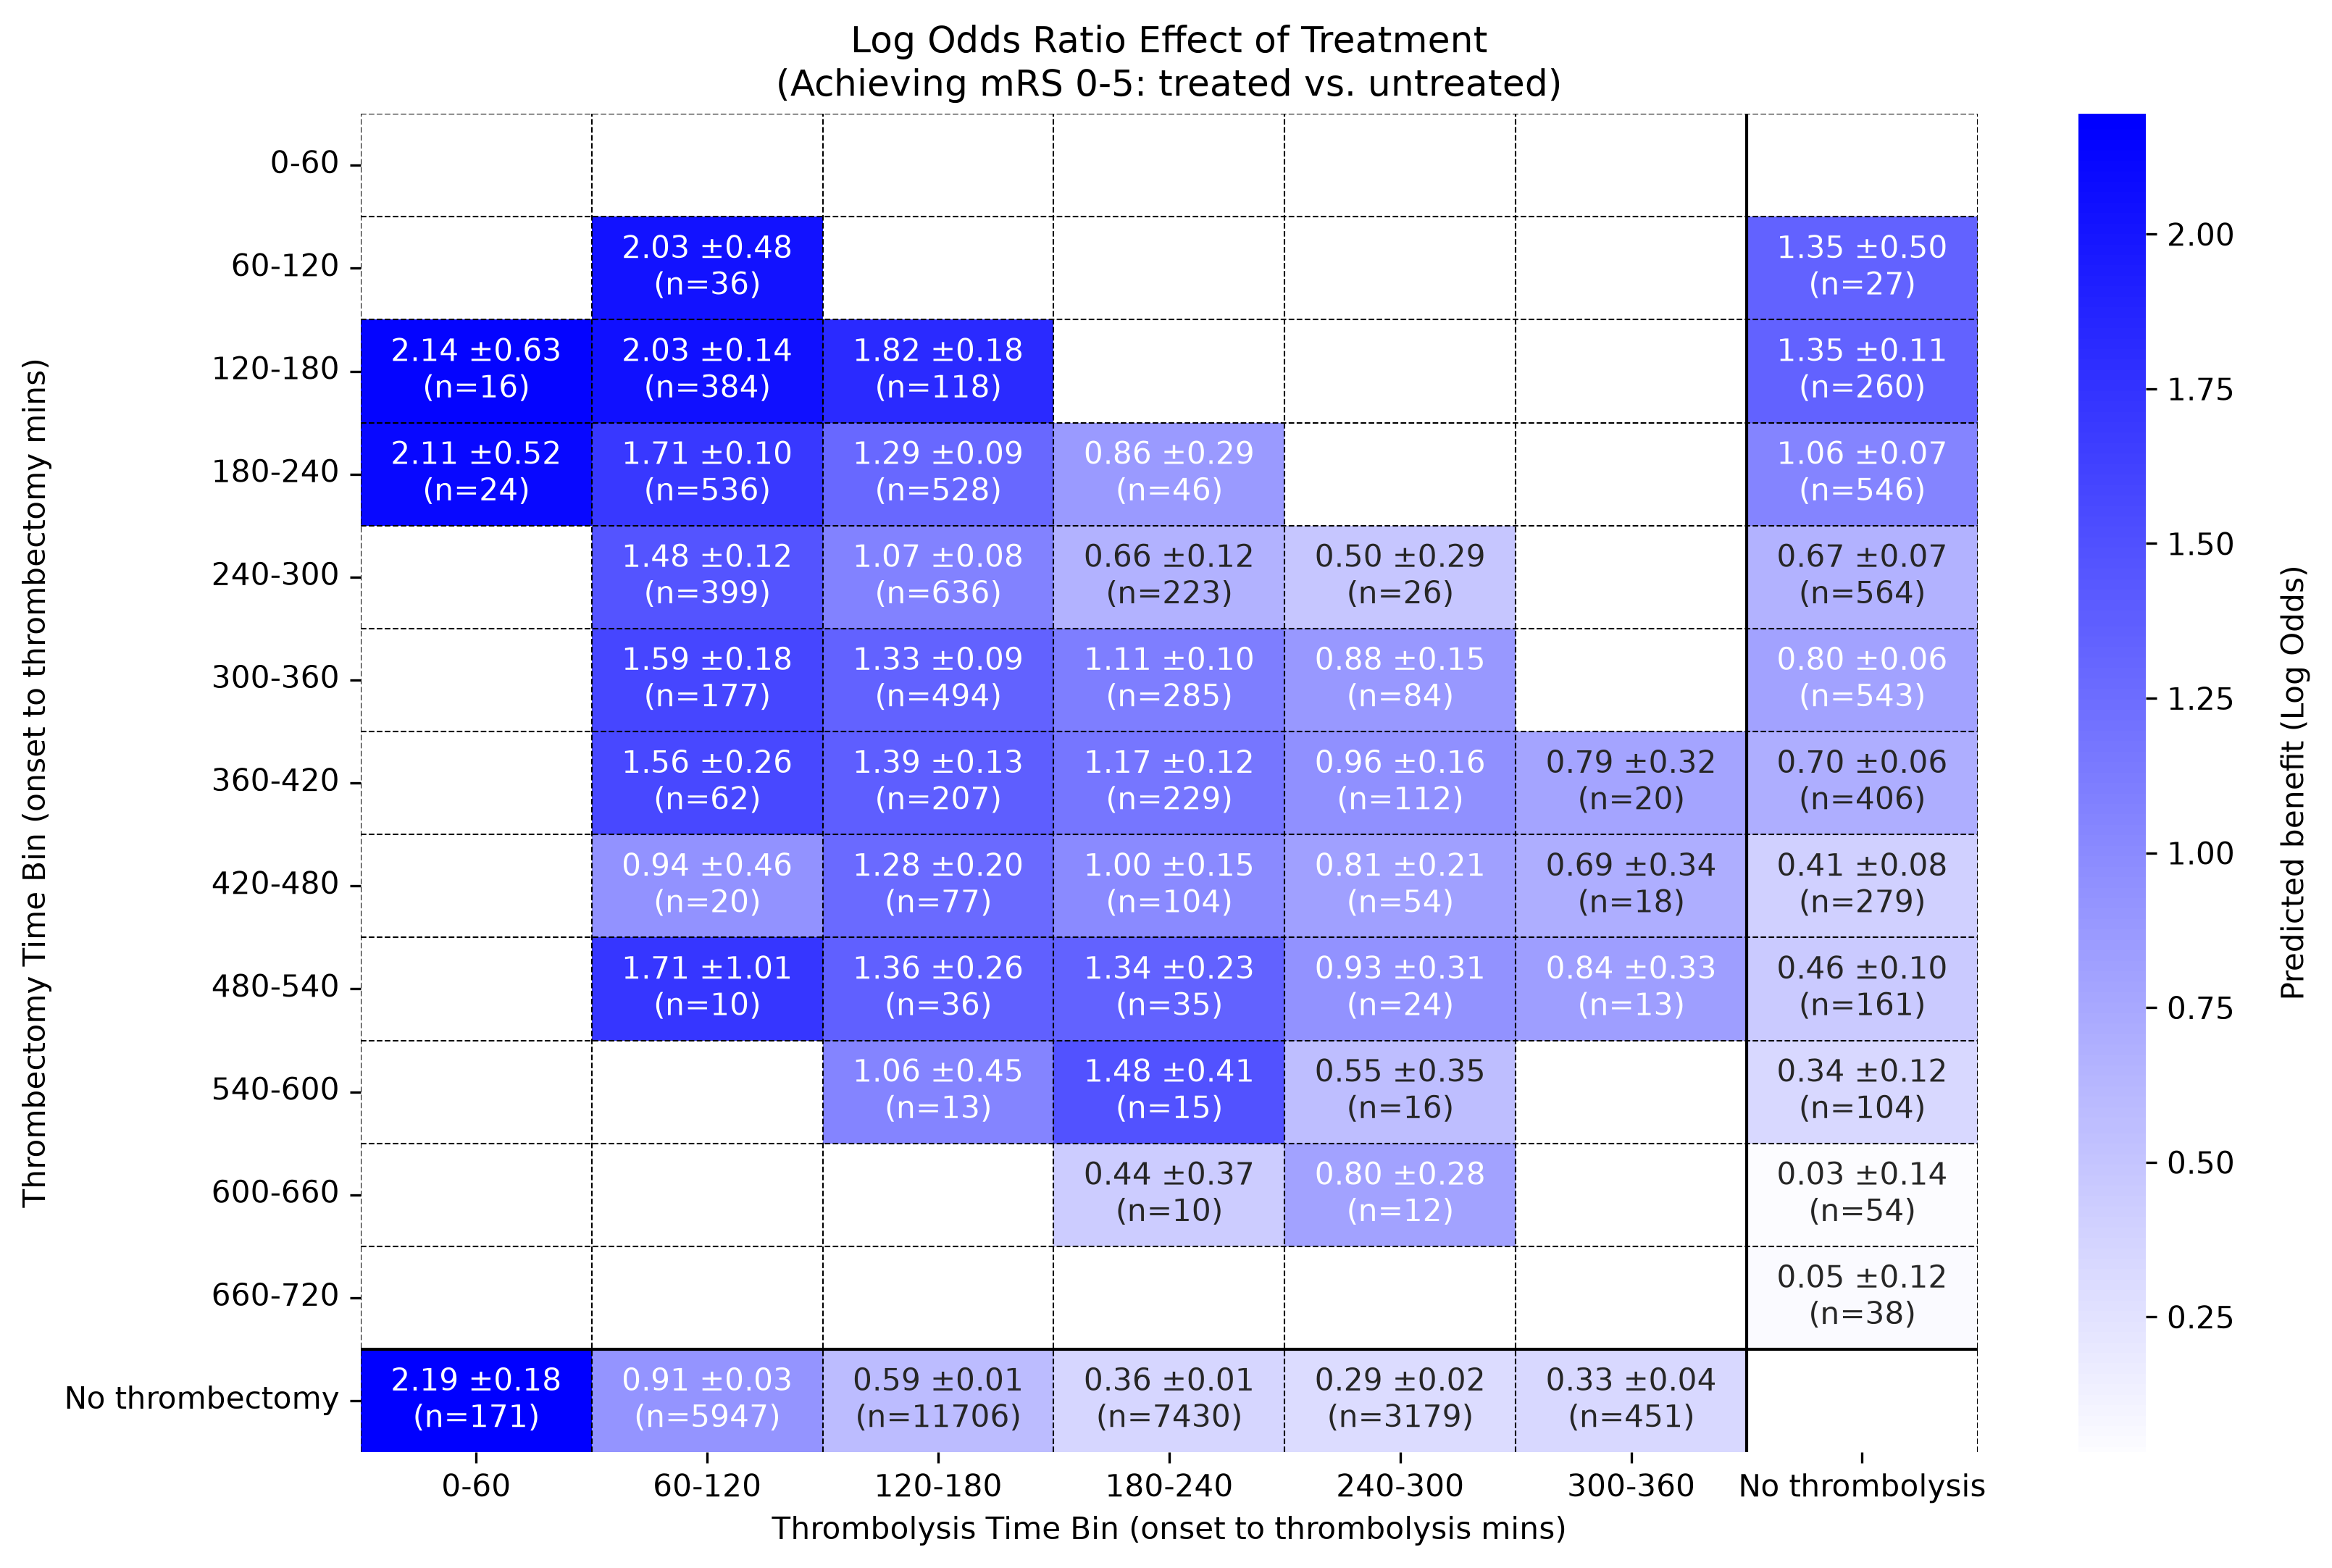 Log Odds Ratio Effect of Treatment
(Achieving mRS 0-5: treated vs. untreated)
Thrombectomy Time Bin (onset to thrombectomy mins)
0-60
60-120
2.03 ±0.48
(n=36)
1.35 ±0.50
(n=27)
120-180
2.14 ±0.63
(n=16)
2.03 ±0.14
(n=384)
1.82 ±0.18
(n=118)
1.35 ±0.11
(n=260)
180-240
2.11 ±0.52
(n=24)
1.71 ±0.10
(n=536)
1.29 ±0.09
(n=528)
0.86 ±0.29
(n=46)
1.06 ±0.07
(n=546)
240-300
1.48 ±0.12
(n=399)
1.07 ±0.08
(n=636)
0.66 ±0.12
(n=223)
0.50 ±0.29
(n=26)
0.67 ±0.07
(n=564)
300-360
1.59 ±0.18
(n=177)
1.33 ±0.09
(n=494)
1.11 ±0.10
(n=285)
0.88 ±0.15
(n=84)
0.80 ±0.06
(n=543)
360-420
1.56 ±0.26
(n=62)
1.39 ±0.13
(n=207)
1.17 ±0.12
(n=229)
0.96 ±0.16
(n=112)
0.79 ±0.32
(n=20)
0.70 ±0.06
(n=406)
420-480
0.94 ±0.46
(n=20)
1.28 ±0.20
(n=77)
1.00 ±0.15
(n=104)
0.81 ±0.21
(n=54)
0.69 ±0.34
(n=18)
0.41 ±0.08
(n=279)
480-540
1.71 ±1.01
(n=10)
1.36 ±0.26
(n=36)
1.34 ±0.23
(n=35)
0.93 ±0.31
(n=24)
0.84 ±0.33
(n=13)
0.46 ±0.10
(n=161)
540-600
1.06 ±0.45
(n=13)
1.48 ±0.41
(n=15)
0.55 ±0.35
(n=16)
0.34 ±0.12
(n=104)
600-660
0.44 ±0.37
(n=10)
0.80 ±0.28
(n=12)
0.03 ±0.14
(n=54)
660-720
0.05 ±0.12
(n=38)
No thrombectomy
2.19 ±0.18
(n=171)
0.91 ±0.03
(n=5947)
0.59 ±0.01
(n=11706)
0.36 ±0.01
(n=7430)
0.29 ±0.02
(n=3179)
0.33 ±0.04
(n=451)
0-60
60-120
120-180
180-240
240-300
300-360
No thrombolysis
Thrombolysis Time Bin (onset to thrombolysis mins)
2.00
1.75
1.50
1.25
1.00
0.75
0.50
0.25
Predicted benefit (Log Odds)